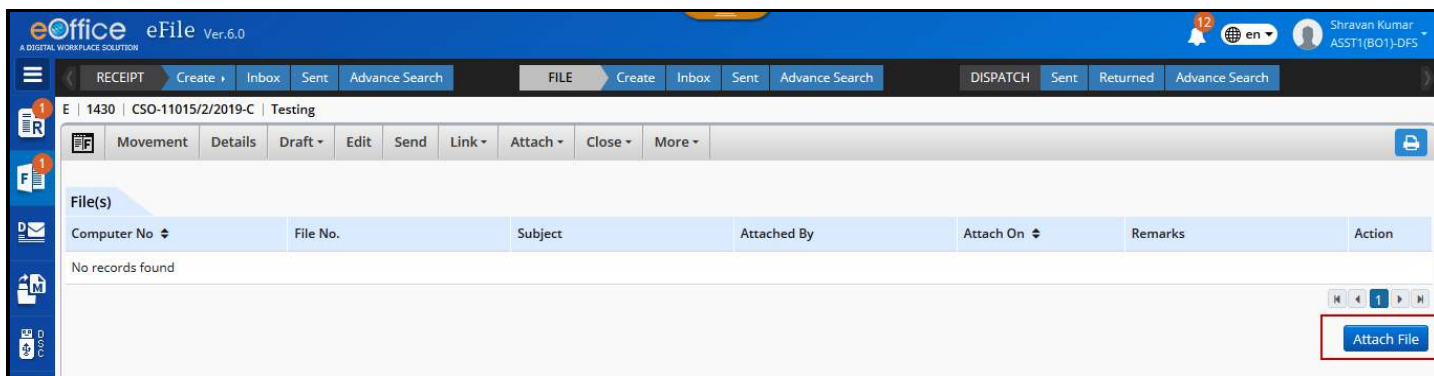 eOffice eFile Ver.6.0
A DIGITAL WORKPLACE SOLUTION
12
en
Shravan Kumar
ASST1(BO1)-DFS
RECEIPT Create Inbox Sent Advance Search FILE Create Inbox Sent Advance Search DISPATCH Sent Returned Advance Search
E | 1430 | CSO-11015/2/2019-C | Testing
1
R
F Movement Details Draft Edit Send Link Attach Close More
1
F
File(s)
Computer No File No. Subject Attached By Attach On Remarks Action
D
No records found
M
1
DSC
Attach File